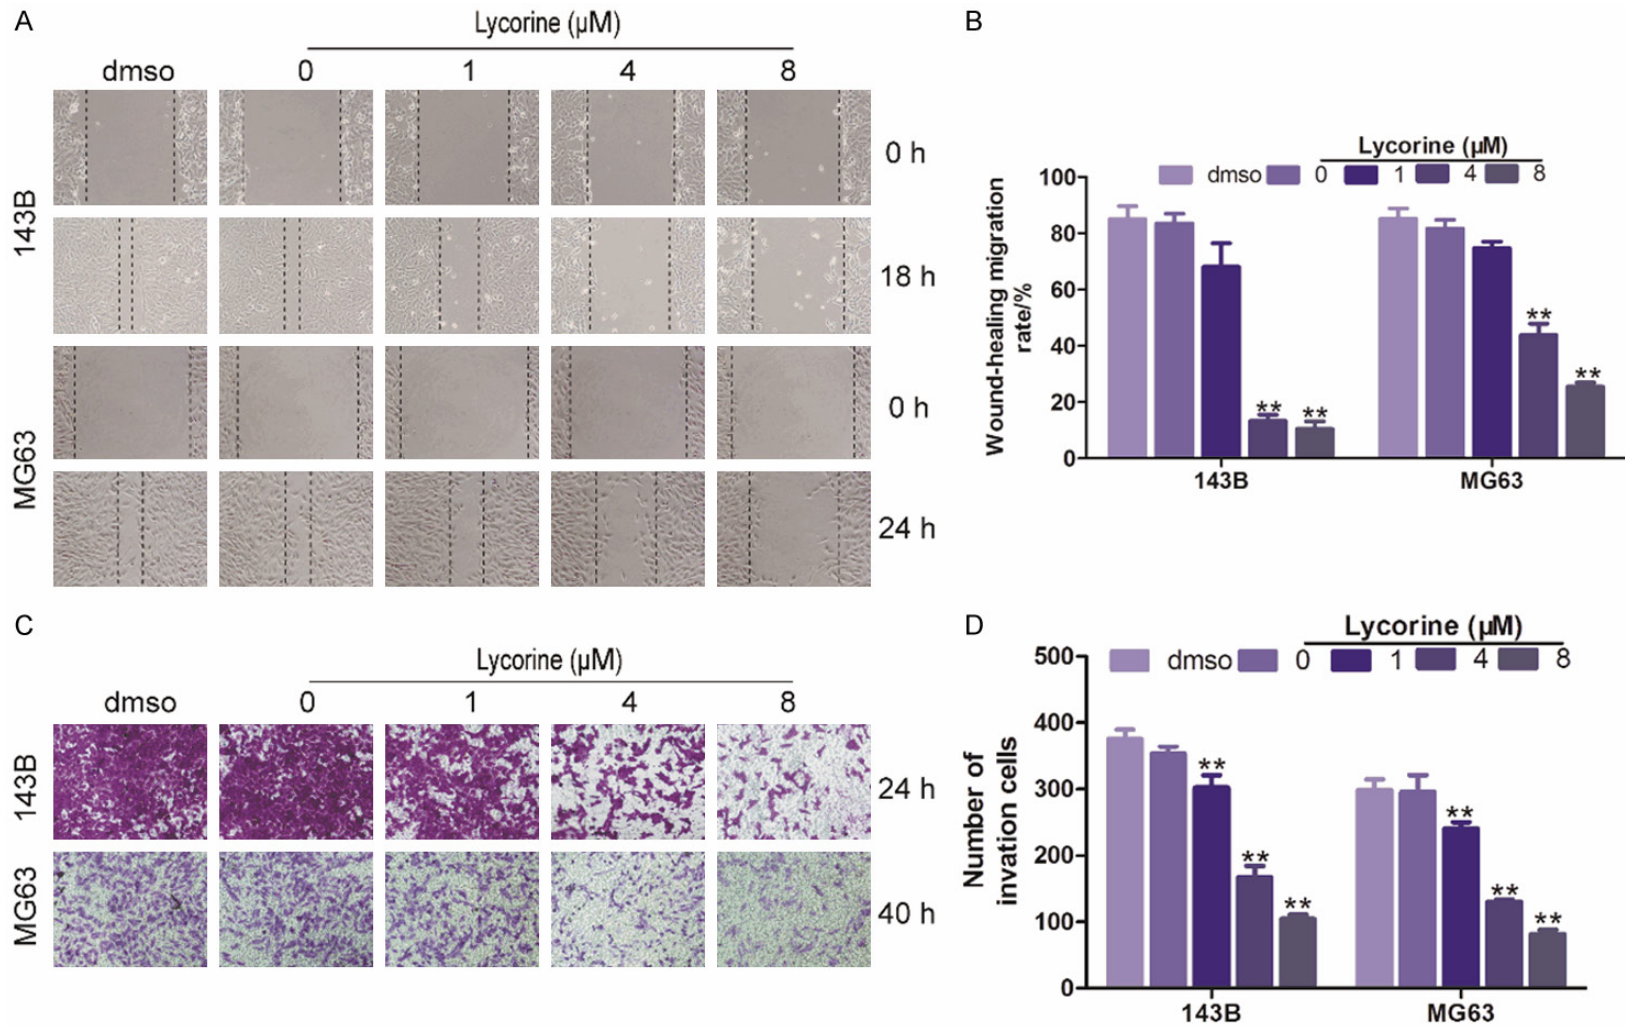 A
Lycorine (µM)
dmso 0 1 4 8
143B
0 h
18 h
MG63
0 h
24 h
B
Lycorine (µM)
dmso 0 1 4 8
Wound-healing migration
rate/%
100
80
60
40
20
0
** **
** **
143B MG63
C
Lycorine (µM)
dmso 0 1 4 8
143B
24 h
MG63
40 h
D
Lycorine (µM)
dmso 0 1 4 8
Number of
invation cells
500
400
300
200
100
0
** ** **
** ** **
143B MG63